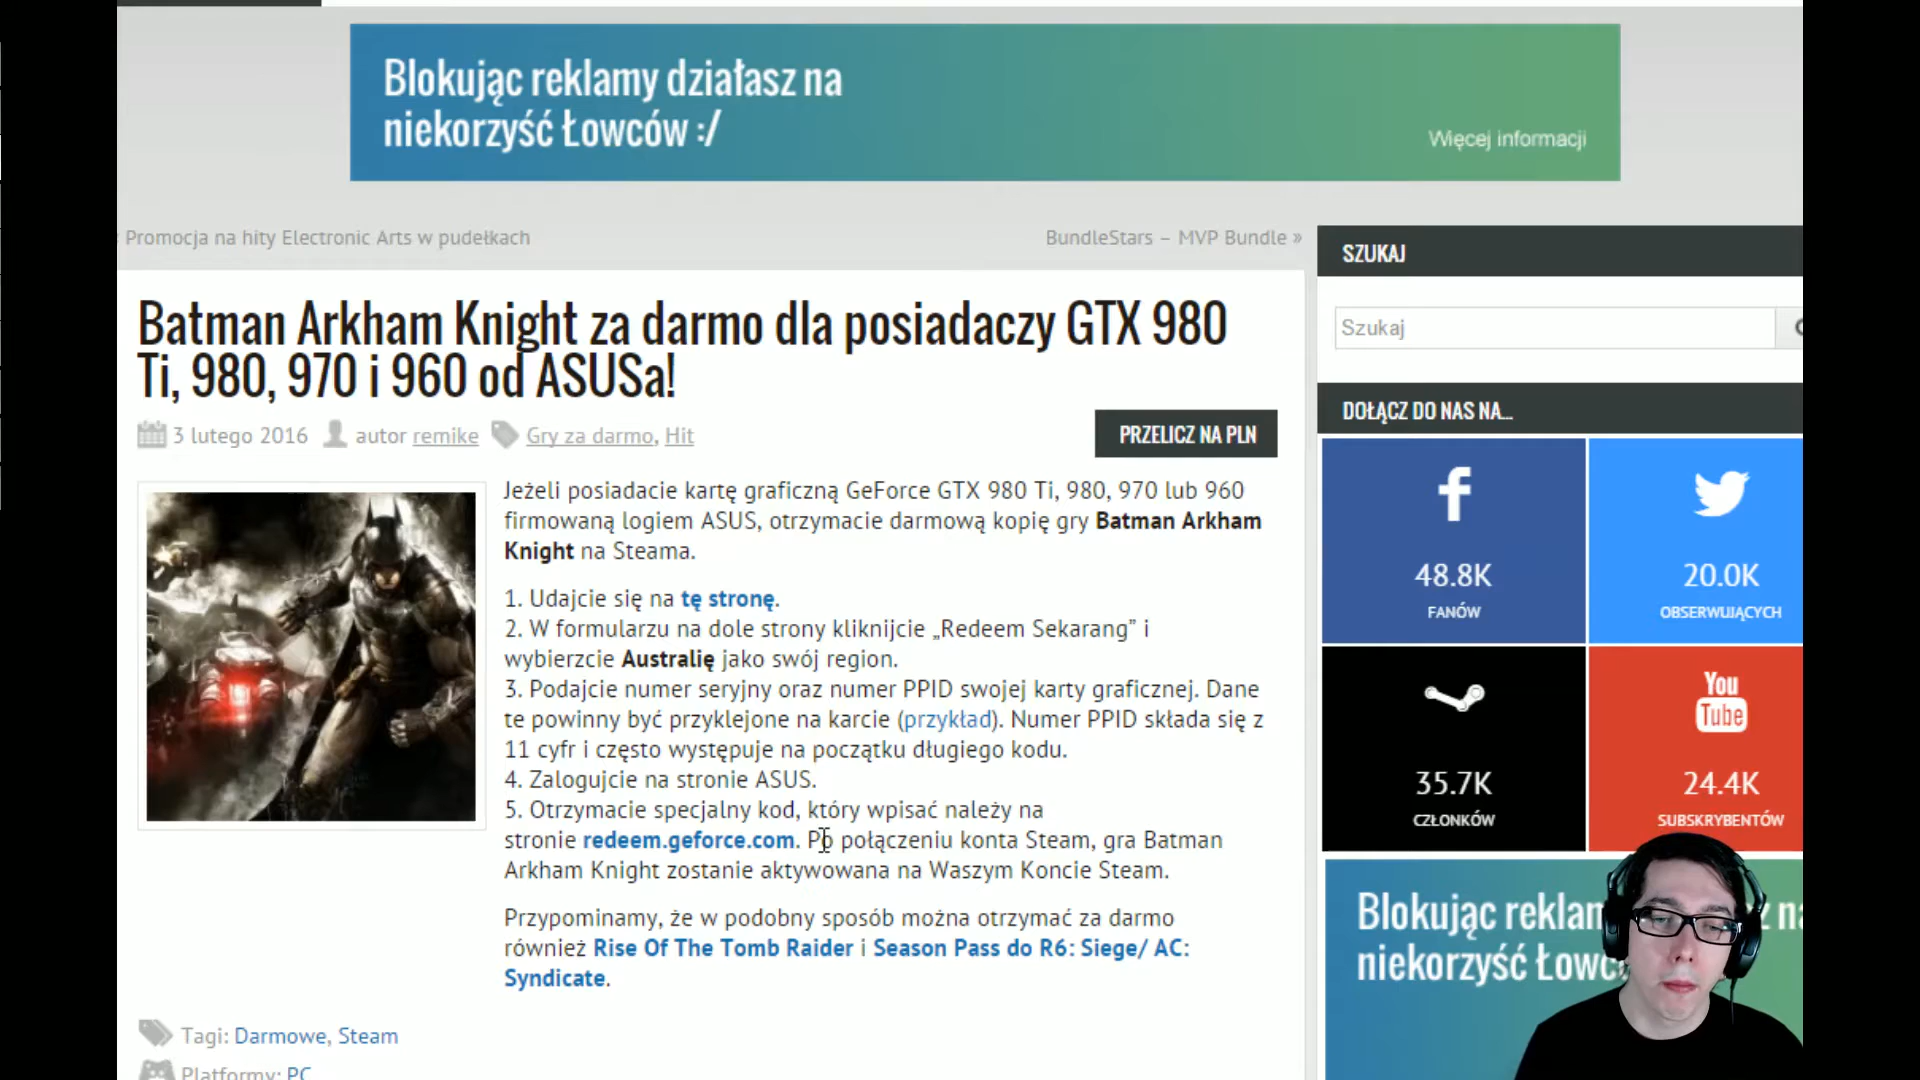 Blokując reklamy działasz na
niekorzyść Łowców :/
Więcej informacji
Promocja na hity Electronic Arts w pudełkach
BundleStars – MVP Bundle »
SZUKAJ
Szukaj
Batman Arkham Knight za darmo dla posiadaczy GTX 980
Ti, 980, 970 i 960 od ASUSa!
3 lutego 2016 autor remike Gry za darmo, Hit
PRZELICZ NA PLN
Jeżeli posiadacie kartę graficzną GeForce GTX 980 Ti, 980, 970 lub 960
firmowaną logiem ASUS, otrzymacie darmową kopię gry Batman Arkham
Knight na Steama.
1. Udajcie się na tę stronę.
2. W formularzu na dole strony kliknijcie „Redeem Sekarang” i
wybierzcie Australię jako swój region.
3. Podajcie numer seryjny oraz numer PPID swojej karty graficznej. Dane
te powinny być przyklejone na karcie (przykład). Numer PPID składa się z
11 cyfr i często występuje na początku długiego kodu.
4. Zalogujcie na stronie ASUS.
5. Otrzymacie specjalny kod, który wpisać należy na
stronie redeem.geforce.com. Po połączeniu konta Steam, gra Batman
Arkham Knight zostanie aktywowana na Waszym Koncie Steam.
Przypominamy, że w podobny sposób można otrzymać za darmo
również Rise Of The Tomb Raider i Season Pass do R6: Siege/ AC:
Syndicate.
Tagi: Darmowe, Steam
Platformy: PC
DOŁĄCZ DO NAS NA...
48.8K
FANÓW
20.0K
OBSERWUJĄCYCH
35.7K
CZŁONKÓW
You
Tube
24.4K
SUBSKRYBENTÓW
Blokując
niekorzyść